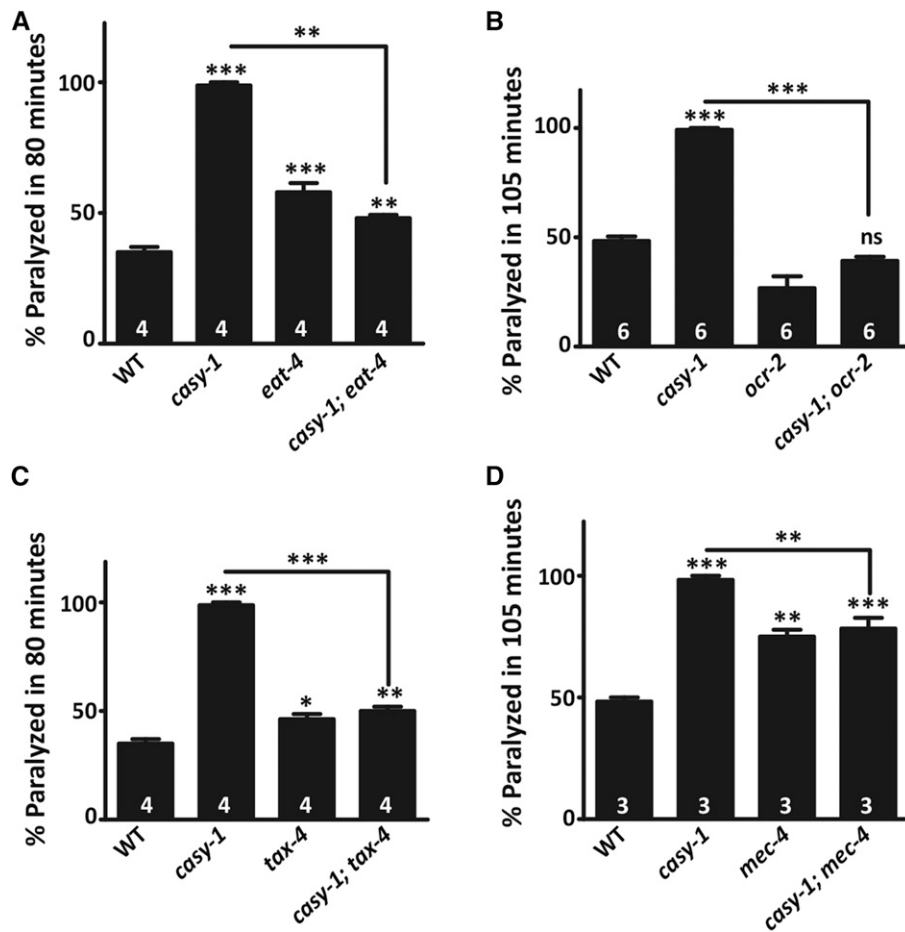 A
% Paralyzed in 80 minutes
100
50
0
**
***
***
**
4
4
4
4
WT
casy-1
eat-4
casy-1; eat-4
B
% Paralyzed in 105 minutes
100
50
0
***
***
ns
6
6
6
6
WT
casy-1
ocr-2
casy-1; ocr-2
C
% Paralyzed in 80 minutes
100
50
0
***
***
*
**
4
4
4
4
WT
casy-1
tax-4
casy-1; tax-4
D
% Paralyzed in 105 minutes
100
50
0
**
***
**
***
3
3
3
3
WT
casy-1
mec-4
casy-1; mec-4